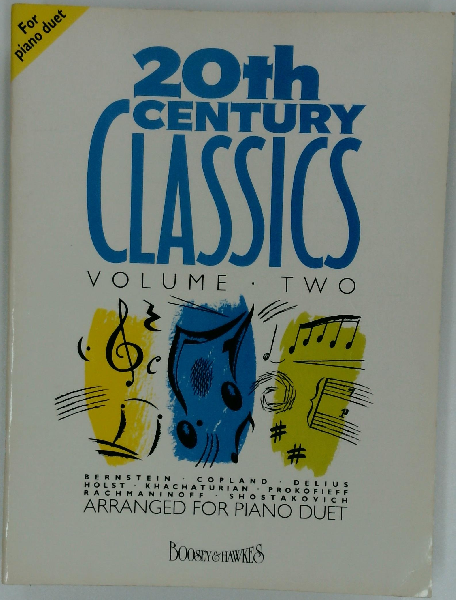 For
piano duet
20th
CENTURY
CLASSICS
VOLUME · TWO
BERNSTEIN · COPLAND · DELIUS
HOLST · KHACHATURIAN · PROKOFIEFF
RACHMANINOFF · SHOSTAKOVICH
ARRANGED FOR PIANO DUET
BOOSEY & HAWKES